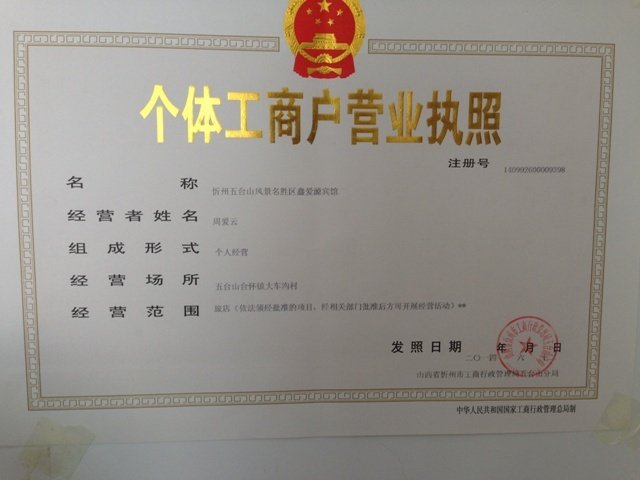 个体工商户营业执照
注册号 140992600009398
名称 忻州五台山风景名胜区鑫爱源宾馆
经营者姓名 周爱云
组成形式 个人经营
经营场所 五台山台怀镇大车沟村
经营范围 旅店（依法须经批准的项目，经相关部门批准后方可开展经营活动）**
发照日期 二〇一四年六月日
山西省忻州市工商行政管理局五台山分局
中华人民共和国国家工商行政管理总局制